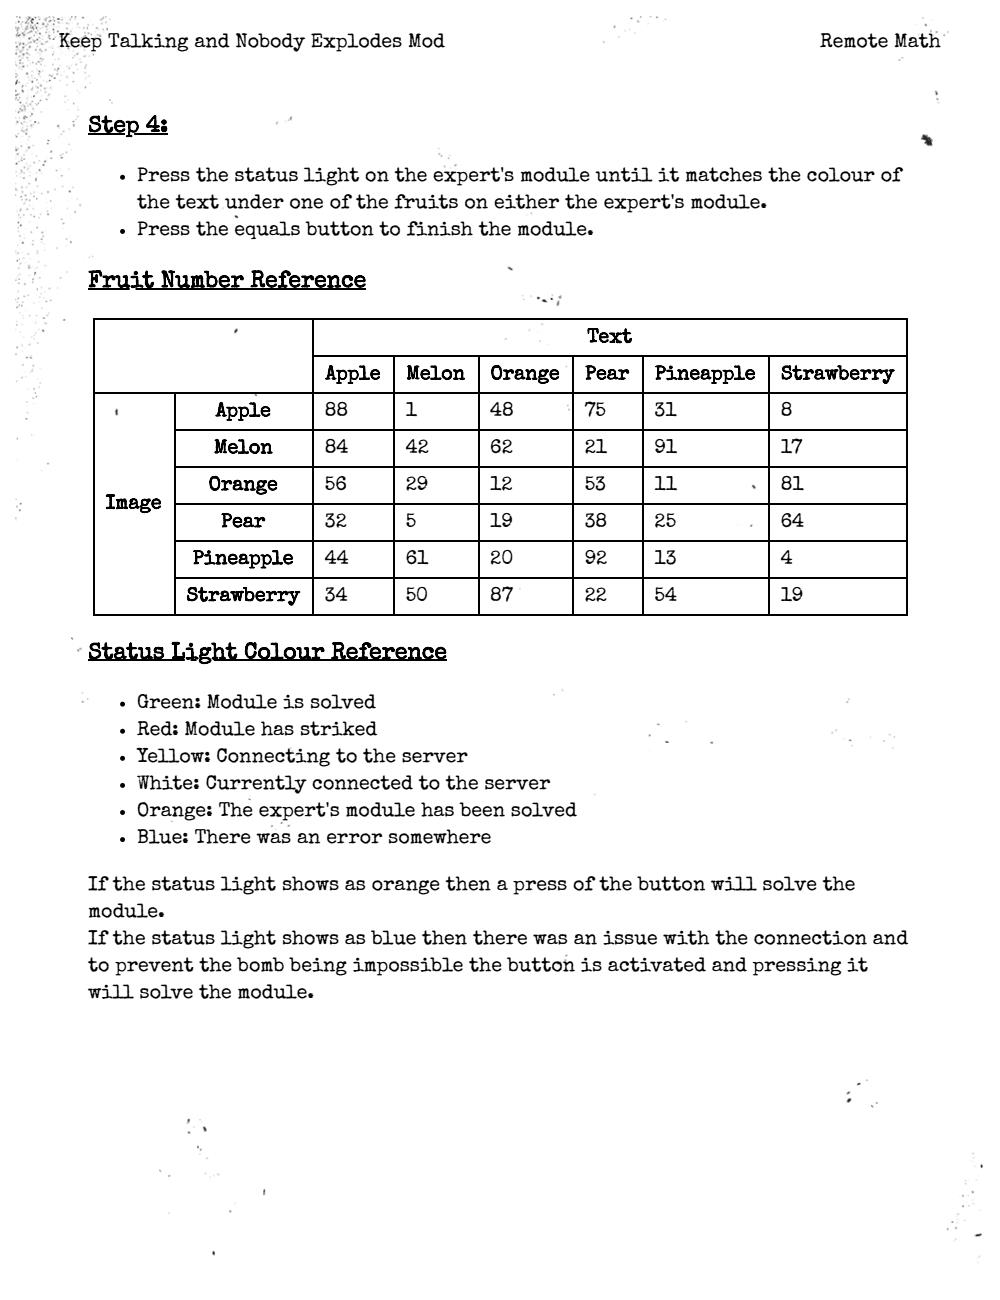 Keep Talking and Nobody Explodes Mod Remote Math
Step 4:
• Press the status light on the expert's module until it matches the colour of
the text under one of the fruits on either the expert's module.
• Press the equals button to finish the module.
Fruit Number Reference
Text
Apple Melon Orange Pear Pineapple Strawberry
Image
Apple 88 1 48 75 31 8
Melon 84 42 62 21 91 17
Orange 56 29 12 53 11 81
Pear 32 5 19 38 25 64
Pineapple 44 61 20 92 13 4
Strawberry 34 50 87 22 54 19
Status Light Colour Reference
• Green: Module is solved
• Red: Module has striked
• Yellow: Connecting to the server
• White: Currently connected to the server
• Orange: The expert's module has been solved
• Blue: There was an error somewhere
If the status light shows as orange then a press of the button will solve the
module.
If the status light shows as blue then there was an issue with the connection and
to prevent the bomb being impossible the button is activated and pressing it
will solve the module.